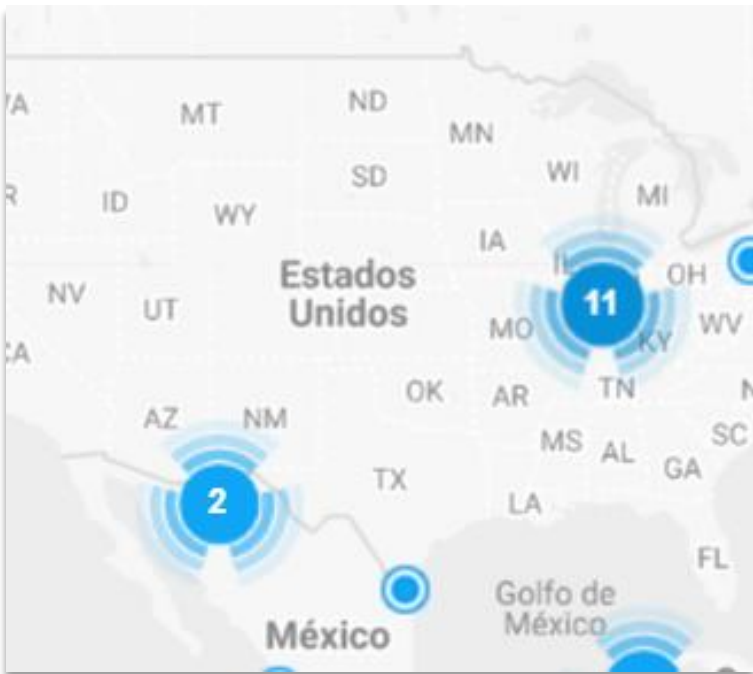 ND
MT
MN
WI
SD
MI
ID
WY
IA
Estados
Unidos
OH
NV
UT
11
MO
WV
KY
OK
AR
TN
AZ
NM
SC
MS
AL
GA
TX
2
LA
FL
Golfo de
México
México